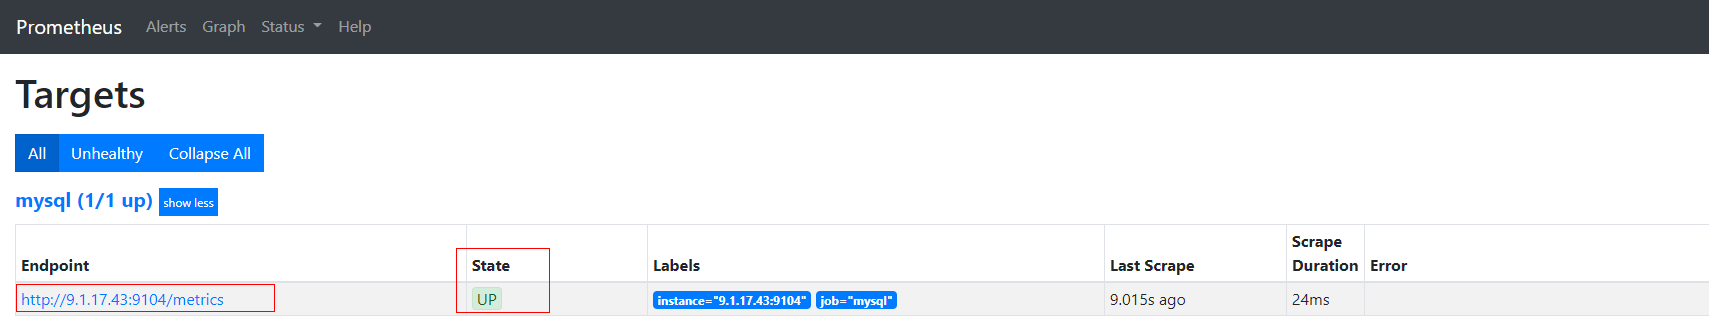 Prometheus Alerts Graph Status Help
Targets
All Unhealthy Collapse All
mysql (1/1 up) show less
Endpoint State Labels Last Scrape Scrape Duration Error
http://9.1.17.43:9104/metrics UP instance="9.1.17.43:9104" job="mysql" 9.015s ago 24ms